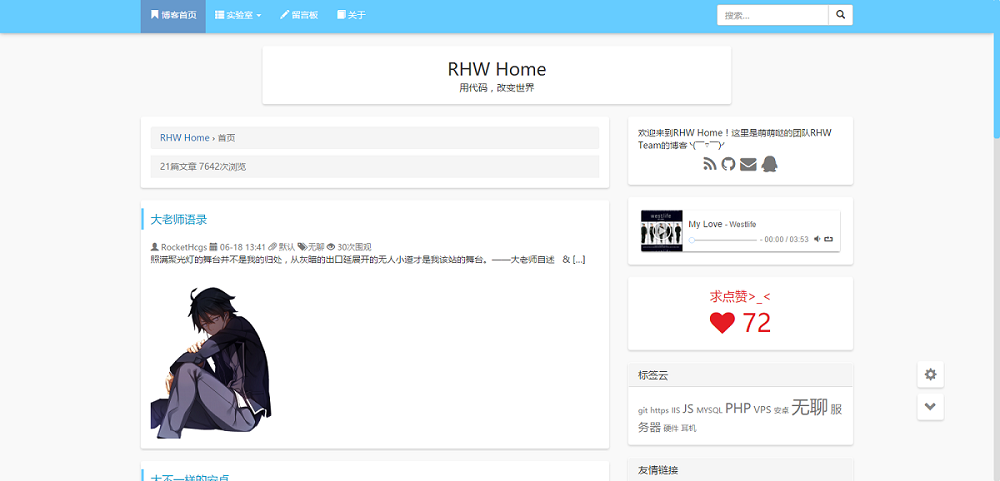 博客首页 实验室 留言板 关于 搜索...
RHW Home
用代码，改变世界
RHW Home › 首页
21篇文章 7642次浏览
欢迎来到RHW Home！这里是萌萌哒的团队RHW
Team的博客ヽ(￣▽￣)ﾉ
westlife
My Love - Westlife
- 00:00 / 03:53
大老师语录
RocketHcgs 06-18 13:41 默认 无聊 30次围观
照满聚光灯的舞台并不是我的归处，从灰暗的出口延展开的无人小道才是我该站的舞台。——大老师自述 & [...]
求点赞>_<
72
标签云
git https IIS JS MYSQL PHP VPS 安卓 无聊 服
务器 硬件 耳机
友情链接
大不一样的安卓